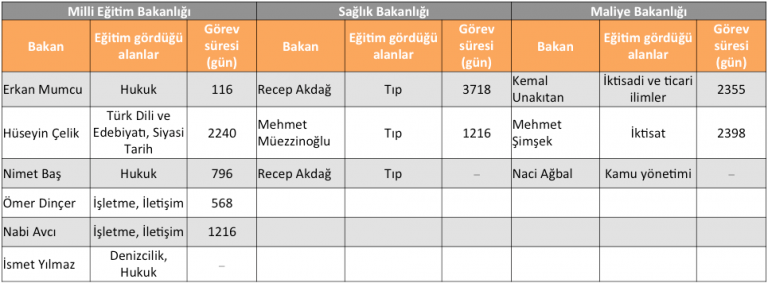 Milli Eğitim Bakanlığı Sağlık Bakanlığı Maliye Bakanlığı
Bakan Eğitim gördüğü alanlar Görev süresi (gün) Bakan Eğitim gördüğü alanlar Görev süresi (gün) Bakan Eğitim gördüğü alanlar Görev süresi (gün)
Erkan Mumcu Hukuk 116 Recep Akdağ Tıp 3718 Kemal Unakıtan İktisadi ve ticari ilimler 2355
Hüseyin Çelik Türk Dili ve Edebiyatı, Siyasi Tarih 2240 Mehmet Müezzinoğlu Tıp 1216 Mehmet Şimşek İktisat 2398
Nimet Baş Hukuk 796 Recep Akdağ Tıp – Naci Ağbal Kamu yönetimi –
Ömer Dinçer İşletme, İletişim 568
Nabi Avcı İşletme, İletişim 1216
İsmet Yılmaz Denizcilik, Hukuk –